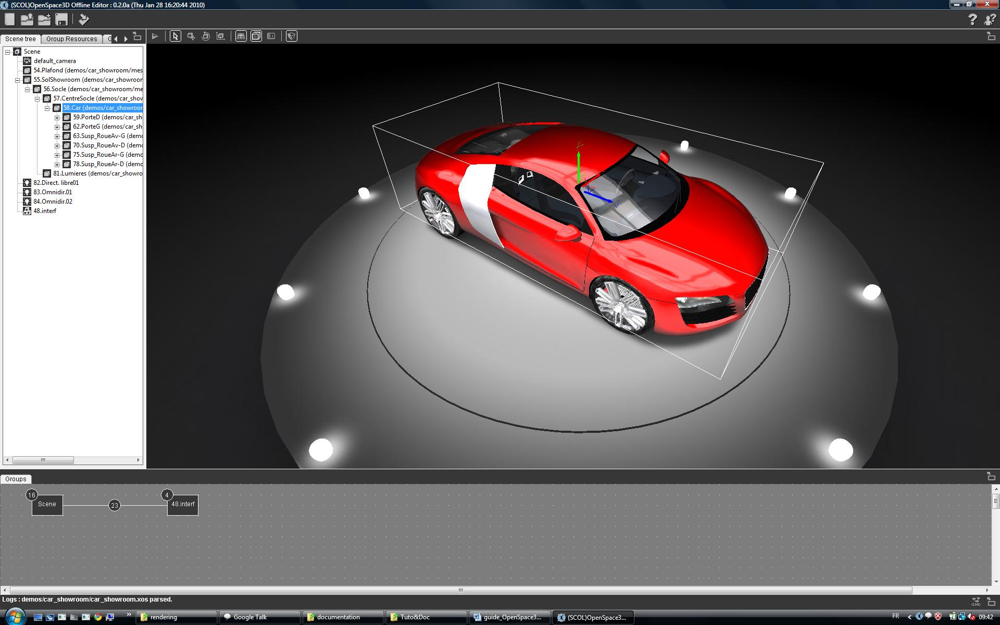 (SCOL)OpenSpace3D Offline Editor : 0.2.0a (Thu Jan 28 16:20:44 2010)
Scene tree
Group Resources
Scene
default_camera
54.Plafond (demos/car_showroom/mes
55.SolShowroom (demos/car_showroor
56.Socle (demos/car_showroom/me
57.CentreSocle (demos/car_show
58.Car (demos/car_showroor
59.PorteD (demos/car_sh
62.PorteG (demos/car_sh
63.Susp_RoueAv-G (demo
70.Susp_RoueAv-D (demo
75.Susp_RoueAr-G (demo
78.Susp_RoueAr-D (demo
81.Lumieres (demos/car_showro
82.Direct. libre01
83.Omnidir.01
84.Omnidir.02
48.interf
Groups
16
Scene
23
4
48.interf
Logs : demos/car_showroom/car_showroom.xos parsed.
<LOG>
rendering
Google Talk
documentation
Tuto&Doc
guide_OpenSpace3...
(SCOL)OpenSpace3...
FR
09:42